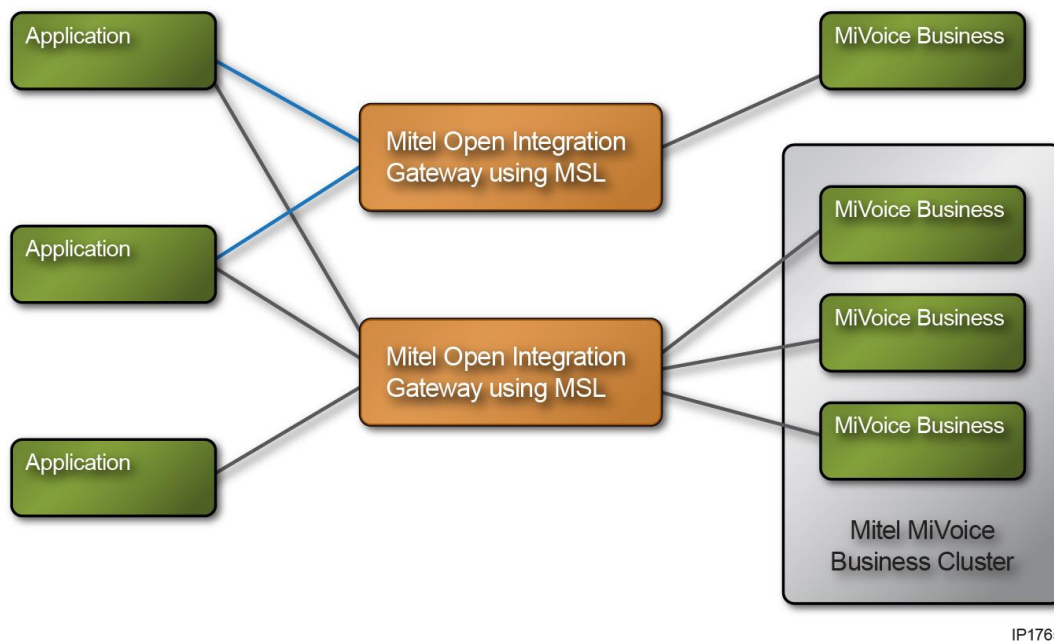 Application
MiVoice Business
Mitel Open Integration
Gateway using MSL
MiVoice Business
Application
MiVoice Business
Mitel Open Integration
Gateway using MSL
MiVoice Business
Application
Mitel MiVoice
Business Cluster
IP176